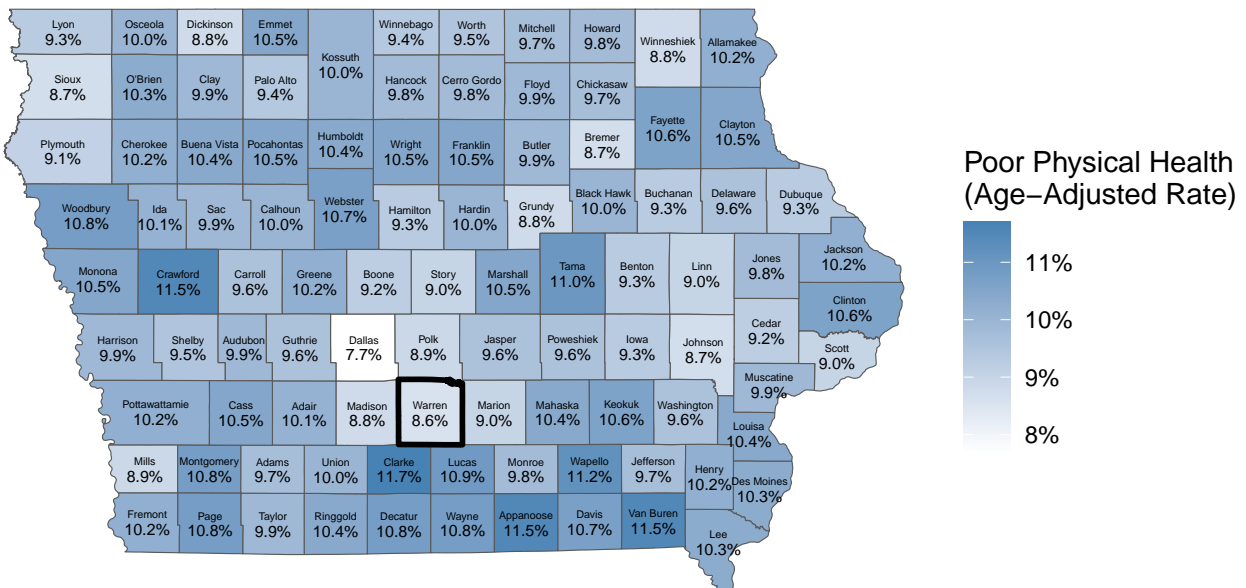 Lyon
9.3%
Osceola
10.0%
Dickinson
8.8%
Emmet
10.5%
Kossuth
10.0%
Winnebago
9.4%
Worth
9.5%
Mitchell
9.7%
Howard
9.8%
Winneshiek
8.8%
Allamakee
10.2%
Sioux
8.7%
O'Brien
10.3%
Clay
9.9%
Palo Alto
9.4%
Hancock
9.8%
Cerro Gordo
9.8%
Floyd
9.9%
Chickasaw
9.7%
Fayette
10.6%
Clayton
10.5%
Plymouth
9.1%
Cherokee
10.2%
Buena Vista
10.4%
Pocahontas
10.5%
Humboldt
10.4%
Wright
10.5%
Franklin
10.5%
Butler
9.9%
Bremer
8.7%
Woodbury
10.8%
Ida
10.1%
Sac
9.9%
Calhoun
10.0%
Webster
10.7%
Hamilton
9.3%
Hardin
10.0%
Grundy
8.8%
Black Hawk
10.0%
Buchanan
9.3%
Delaware
9.6%
Dubuque
9.3%
Monona
10.5%
Crawford
11.5%
Carroll
9.6%
Greene
10.2%
Boone
9.2%
Story
9.0%
Marshall
10.5%
Tama
11.0%
Benton
9.3%
Linn
9.0%
Jones
9.8%
Jackson
10.2%
Clinton
10.6%
Harrison
9.9%
Shelby
9.5%
Audubon
9.9%
Guthrie
9.6%
Dallas
7.7%
Polk
8.9%
Jasper
9.6%
Poweshiek
9.6%
Iowa
9.3%
Johnson
8.7%
Cedar
9.2%
Scott
9.0%
Muscatine
9.9%
Pottawattamie
10.2%
Cass
10.5%
Adair
10.1%
Madison
8.8%
Warren
8.6%
Marion
9.0%
Mahaska
10.4%
Keokuk
10.6%
Washington
9.6%
Louisa
10.4%
Mills
8.9%
Montgomery
10.8%
Adams
9.7%
Union
10.0%
Clarke
11.7%
Lucas
10.9%
Monroe
9.8%
Wapello
11.2%
Jefferson
9.7%
Henry
10.2%
Des Moines
10.3%
Fremont
10.2%
Page
10.8%
Taylor
9.9%
Ringgold
10.4%
Decatur
10.8%
Wayne
10.8%
Appanoose
11.5%
Davis
10.7%
Van Buren
11.5%
Lee
10.3%
Poor Physical Health
(Age−Adjusted Rate)
11%
10%
9%
8%